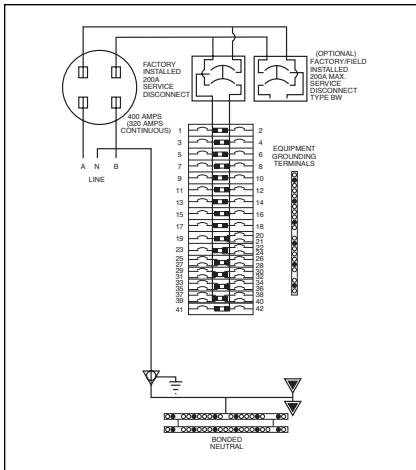 FACTORY
INSTALLED
200A
SERVICE
DISCONNECT
(OPTIONAL)
FACTORY/FIELD
INSTALLED
200A MAX.
SERVICE
DISCONNECT
TYPE BW
400 AMPS
(320 AMPS
CONTINUOUS)
A N B
LINE
EQUIPMENT
GROUNDING
TERMINALS
1 2
3 4
5 6
7 8
9 10
11 12
13 14
15 16
17 18
19 20
21
22
23 24
25 26
27 28
29 30
31 32
33 34
35 36
37 38
39 40
41 42
BONDED
NEUTRAL